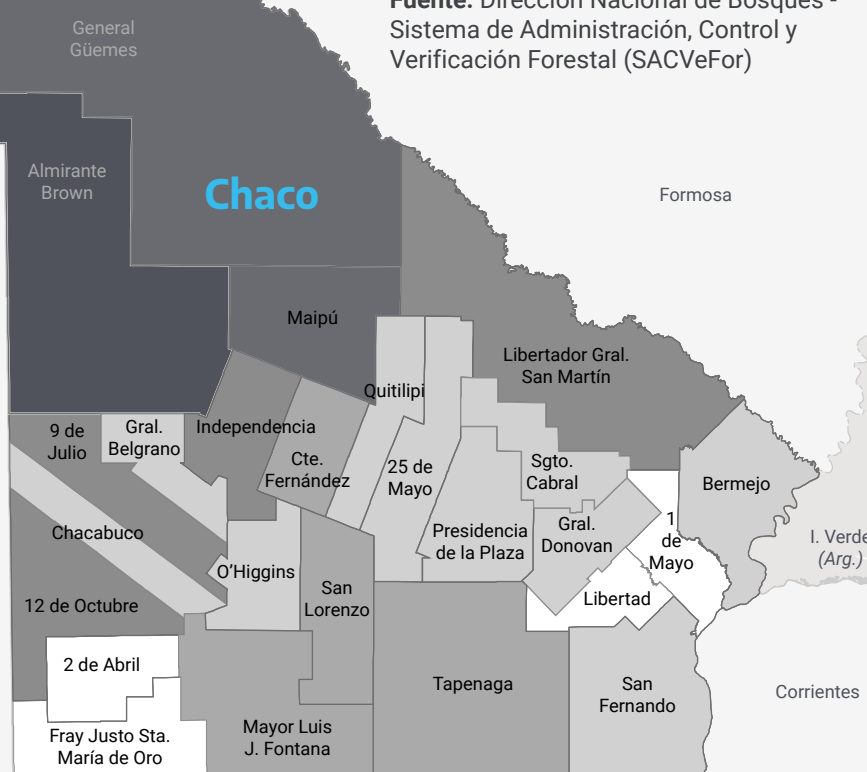 Fuente: Dirección Nacional de Bosques -
Sistema de Administración, Control y
Verificación Forestal (SACVeFor)
General
Güemes
Almirante
Brown
Chaco
Formosa
Maipú
Libertador Gral.
San Martín
Quitilipi
9 de
Julio
Gral.
Belgrano
Independencia
Cte.
Fernández
25 de
Mayo
Sgto.
Cabral
Bermejo
Chacabuco
Presidencia
de la Plaza
Gral.
Donovan
1
de
Mayo
I. Verde
(Arg.)
O'Higgins
San
Lorenzo
Libertad
12 de Octubre
2 de Abril
Tapenaga
San
Fernando
Corrientes
Fray Justo Sta.
María de Oro
Mayor Luis
J. Fontana